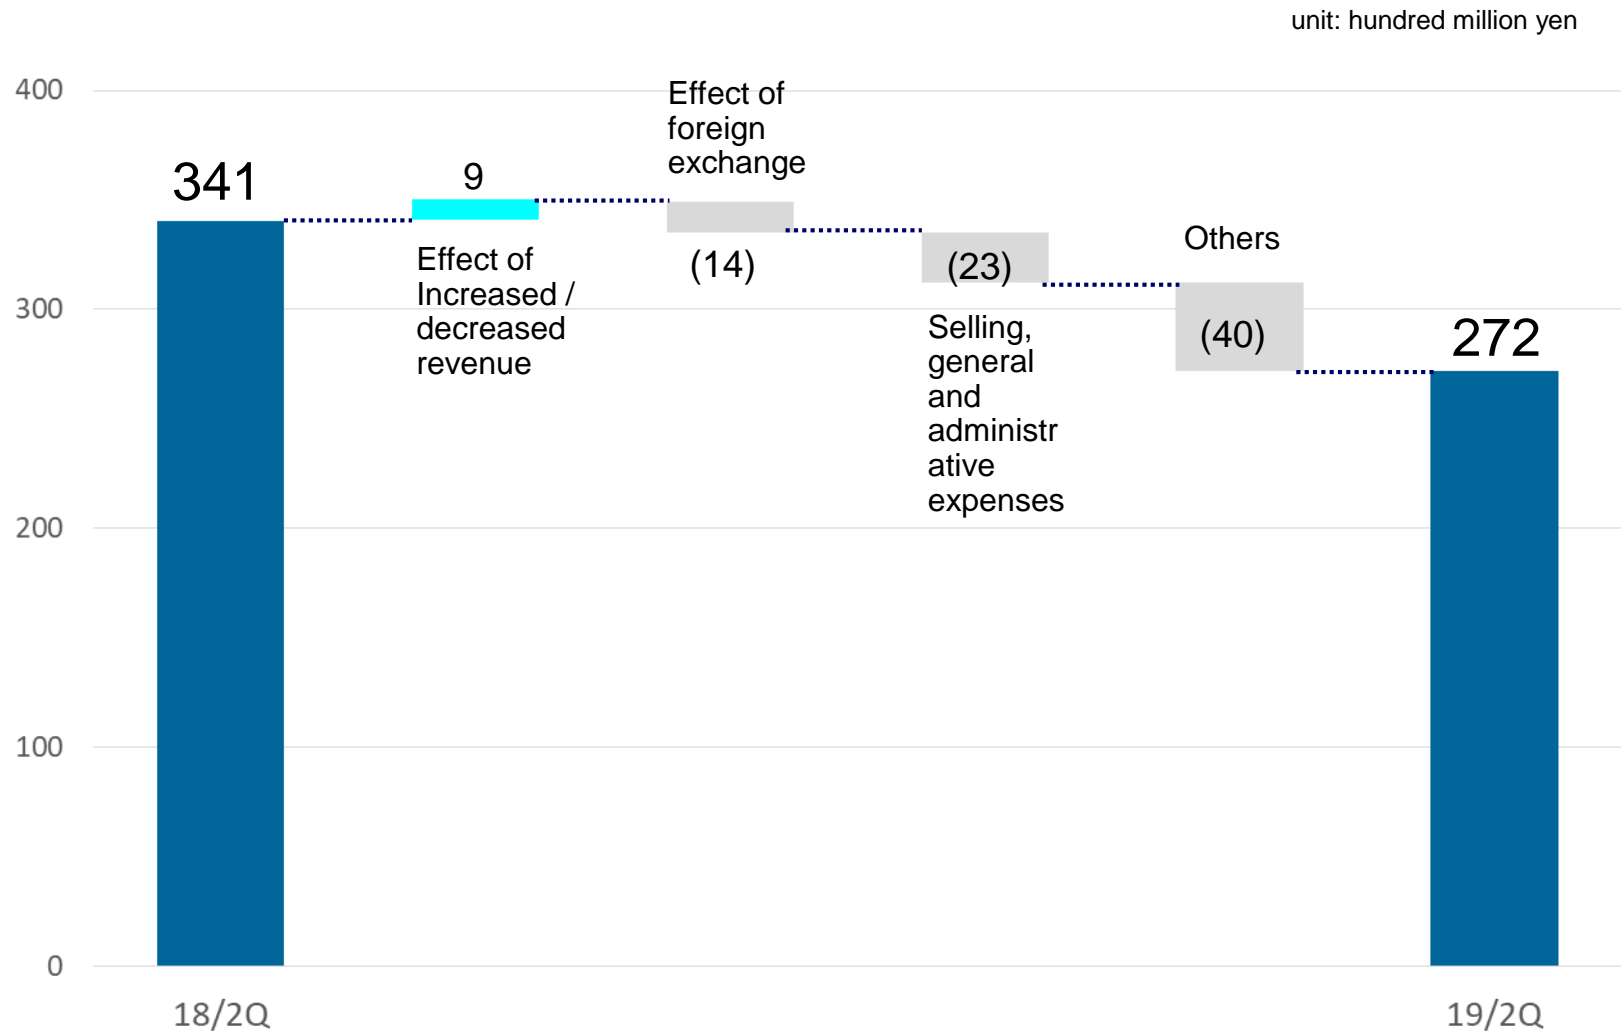 unit: hundred million yen
400
300
200
100
0
341
9
Effect of
Increased /
decreased
revenue
Effect of
foreign
exchange
(14)
(23)
Selling,
general
and
administr
ative
expenses
Others
(40)
272
18/2Q
19/2Q